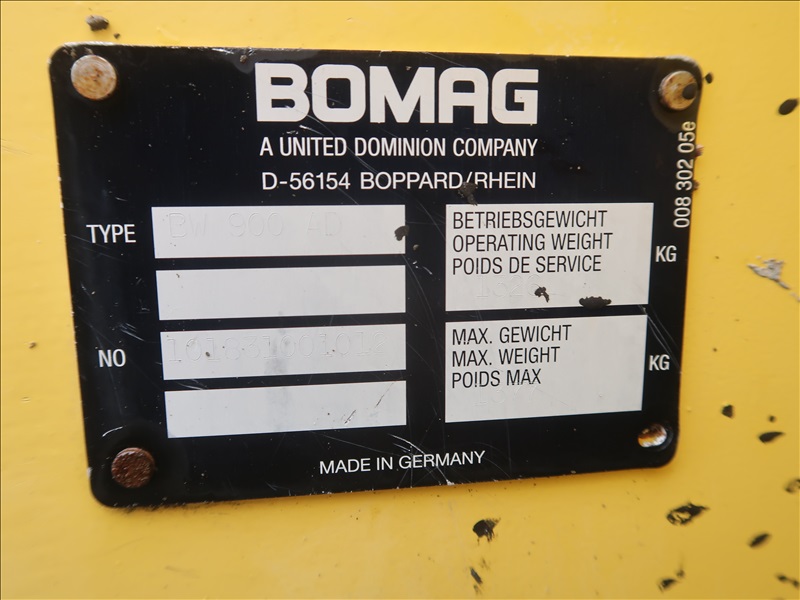 BOMAG
A UNITED DOMINION COMPANY
D-56154 BOPPARD/RHEIN
TYPE
BW 900 AD
NO
BETRIEBSGEWICHT
OPERATING WEIGHT
POIDS DE SERVICE
KG
MAX. GEWICHT
MAX. WEIGHT
POIDS MAX
KG
MADE IN GERMANY
008 302 05e